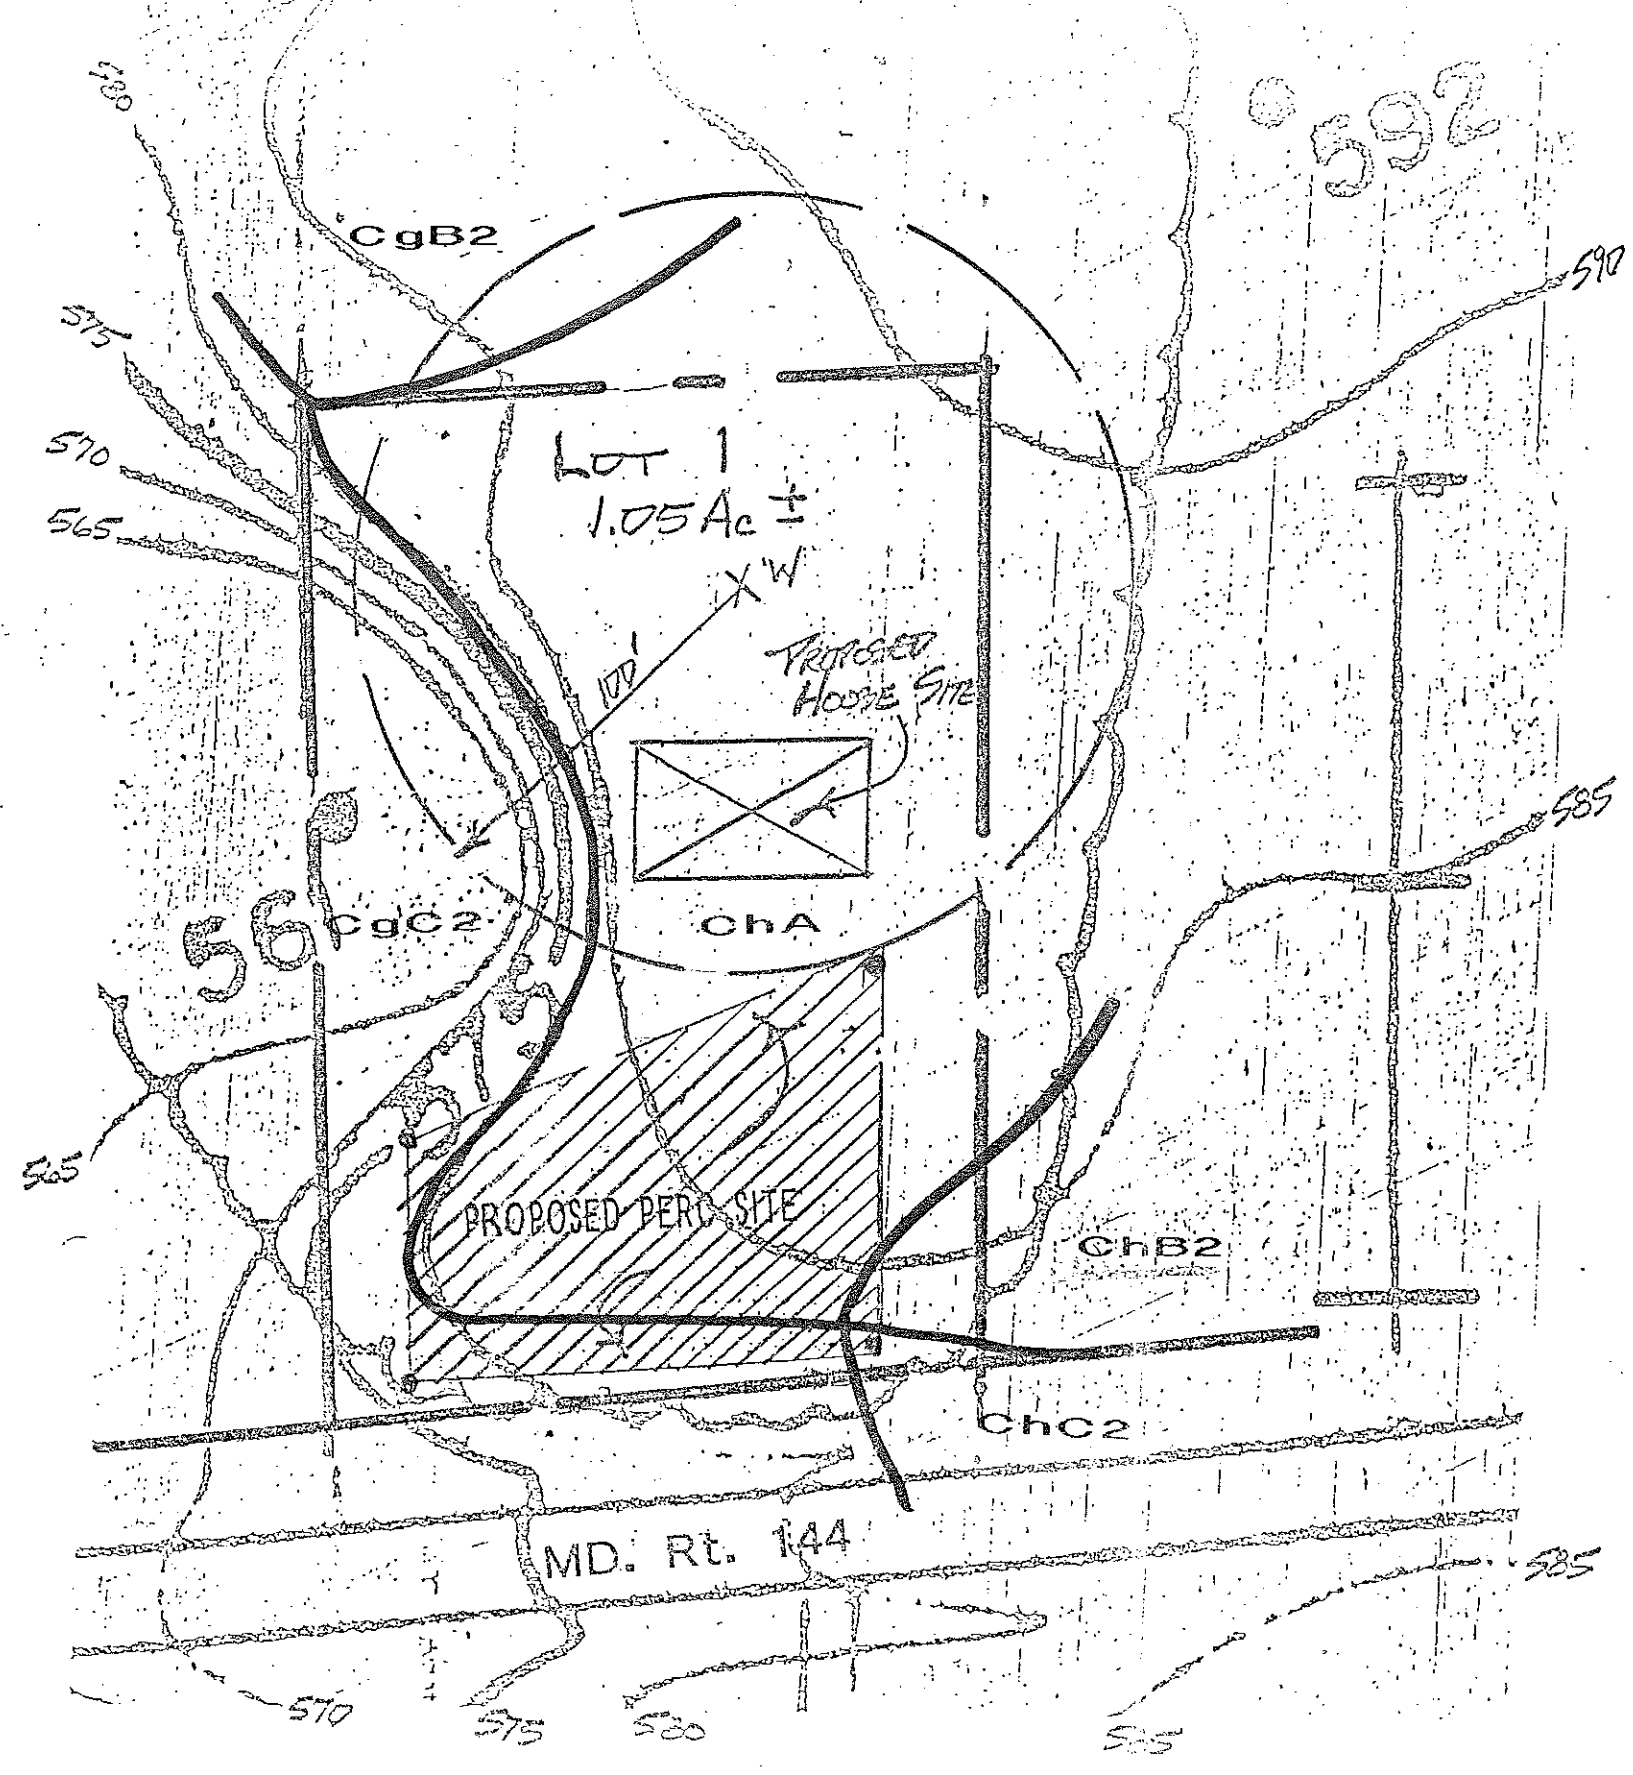 580
592
CgB2
590
575
LOT 1
570
1.05 Ac ±
565
X "W"
100'
PROPOSED
HOUSE SITE
585
56
CgC2
ChA
565
PROPOSED PERC SITE
ChB2
ChC2
MD. Rt. 144
585
570
575
580
585